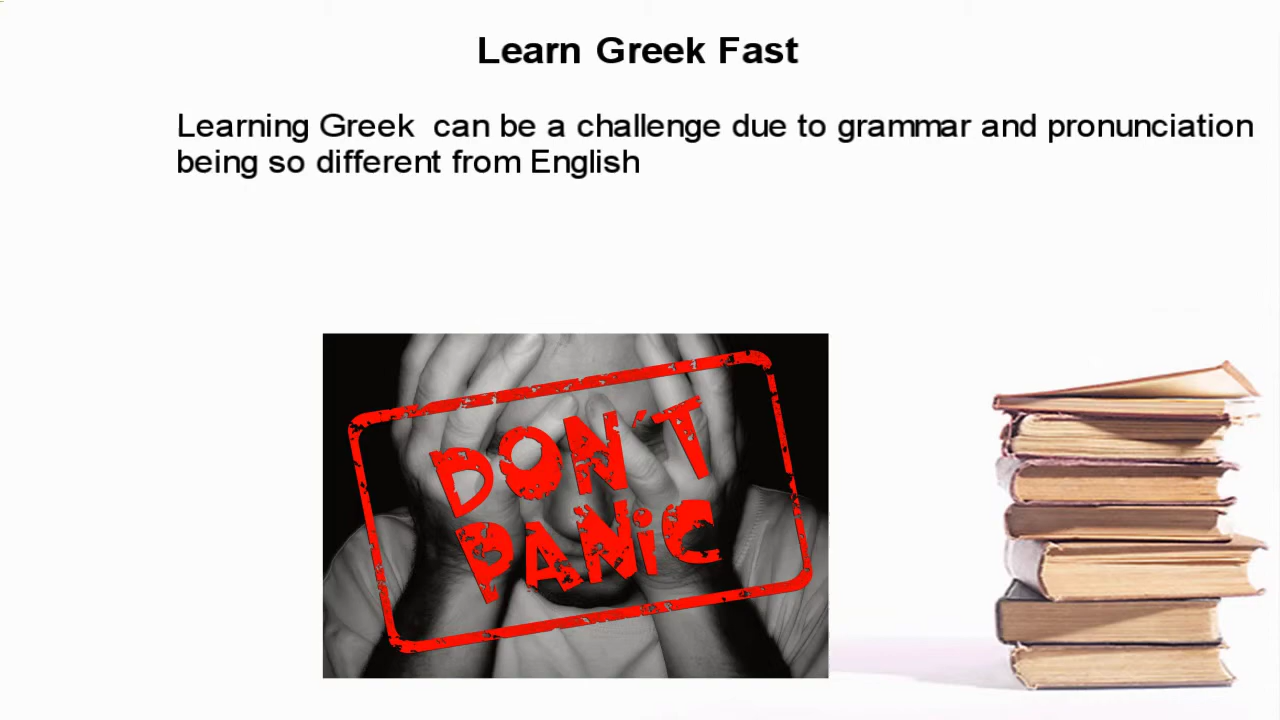 Learn Greek Fast
Learning Greek  can be a challenge due to grammar and pronunciation
being so different from English
DON'T
PANiC